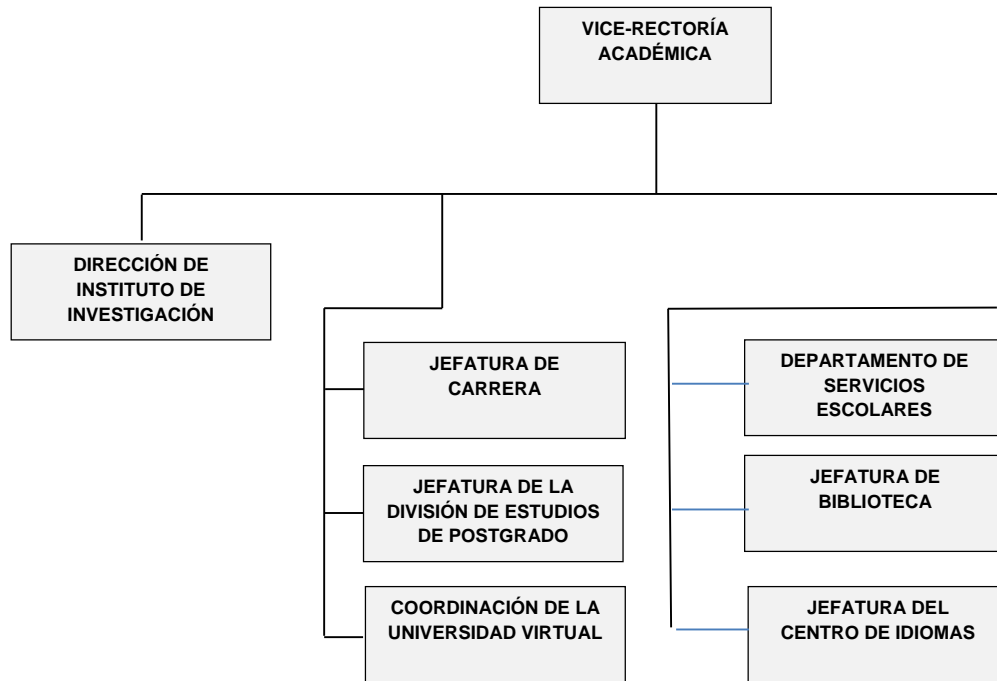 VICE-RECTORÍA
ACADÉMICA
DIRECCIÓN DE
INSTITUTO DE
INVESTIGACIÓN
JEFATURA DE
CARRERA
JEFATURA DE LA
DIVISIÓN DE ESTUDIOS
DE POSTGRADO
COORDINACIÓN DE LA
UNIVERSIDAD VIRTUAL
DEPARTAMENTO DE
SERVICIOS
ESCOLARES
JEFATURA DE
BIBLIOTECA
JEFATURA DEL
CENTRO DE IDIOMAS